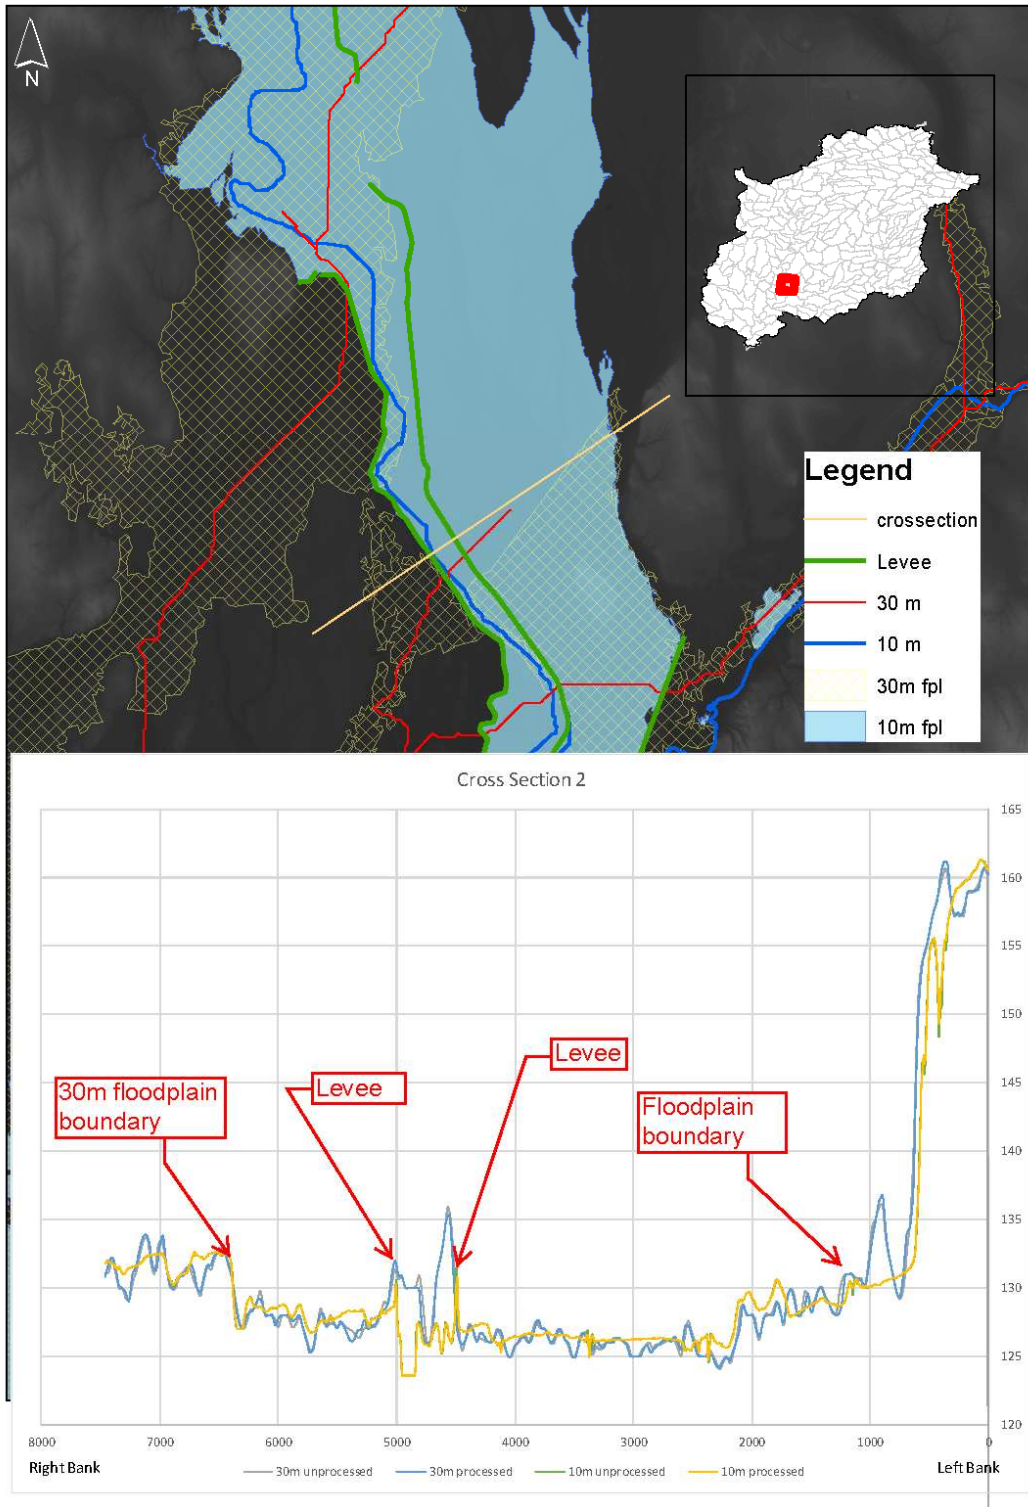 N
Legend
crossection
Levee
30 m
10 m
30m fpl
10m fpl
Cross Section 2
165
160
155
150
145
140
135
130
125
120
30m floodplain
boundary
Levee
Levee
Floodplain
boundary
8000 7000 6000 5000 4000 3000 2000 1000 0
Right Bank
Left Bank
30m unprocessed 30m processed 10m unprocessed 10m processed